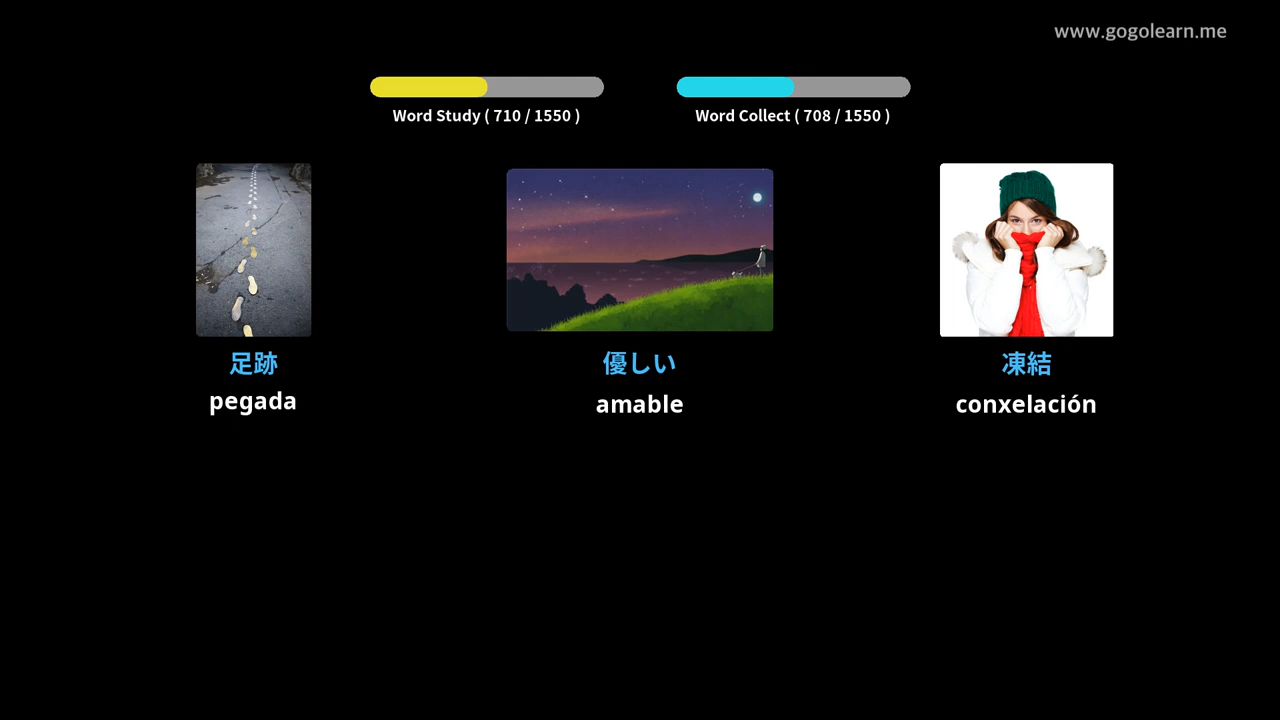 www.gogolearn.me
Word Study ( 710 / 1550 )
Word Collect ( 708 / 1550 )
足跡
pegada
優しい
amable
凍結
conxelación